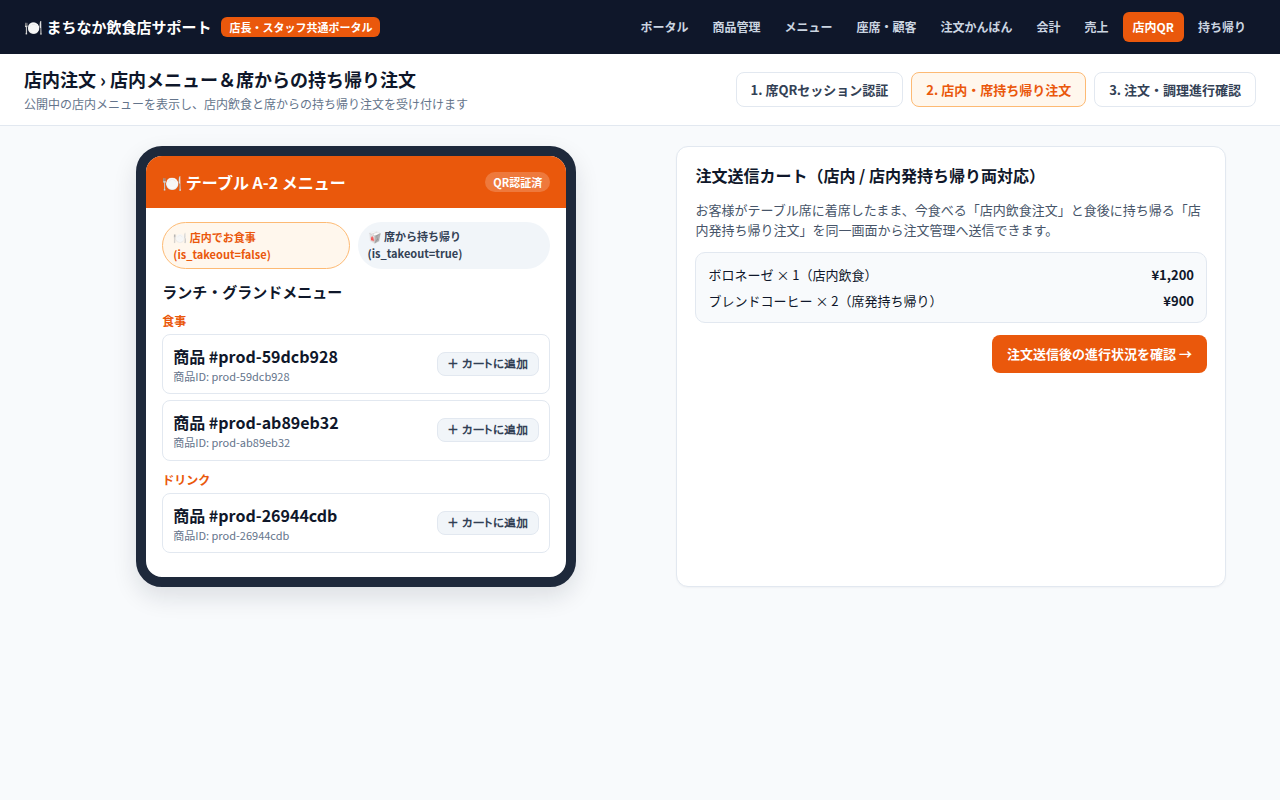 まちなか飲食店サポート
店長・スタッフ共通ポータル
ポータル
商品管理
メニュー
座席・顧客
注文かんばん
会計
売上
店内QR
持ち帰り
店内注文 › 店内メニュー＆席からの持ち帰り注文
公開中の店内メニューを表示し、店内飲食と席からの持ち帰り注文を受け付けます
1. 席QRセッション認証
2. 店内・席持ち帰り注文
3. 注文・調理進行確認
テーブル A-2 メニュー
QR認証済
店内でお食事
(is_takeout=false)
席から持ち帰り
(is_takeout=true)
ランチ・グランドメニュー
食事
商品 #prod-59dcb928
商品ID: prod-59dcb928
＋ カートに追加
商品 #prod-ab89eb32
商品ID: prod-ab89eb32
＋ カートに追加
ドリンク
商品 #prod-26944cdb
商品ID: prod-26944cdb
＋ カートに追加
注文送信カート（店内 / 店内発持ち帰り両対応）
お客様がテーブル席に着席したまま、今食べる「店内飲食注文」と食後に持ち帰る「店
内発持ち帰り注文」を同一画面から注文管理へ送信できます。
ボロネーゼ × 1（店内飲食） ¥1,200
ブレンドコーヒー × 2（席発持ち帰り） ¥900
注文送信後の進行状況を確認 →